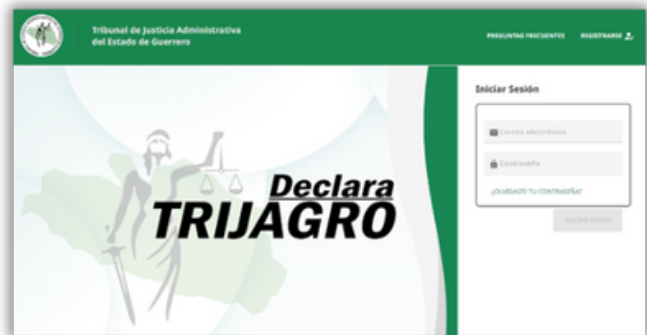 Tribunal de Justicia Administrativa
del Estado de Guerrero
PREGUNTAS FRECUENTES
REGISTRARSE
Iniciar Sesión
Correo electrónico
Contraseña
¿OLVIDASTE TU CONTRASEÑA?
INICIAR SESIÓN
Declara
TRIJAGRO